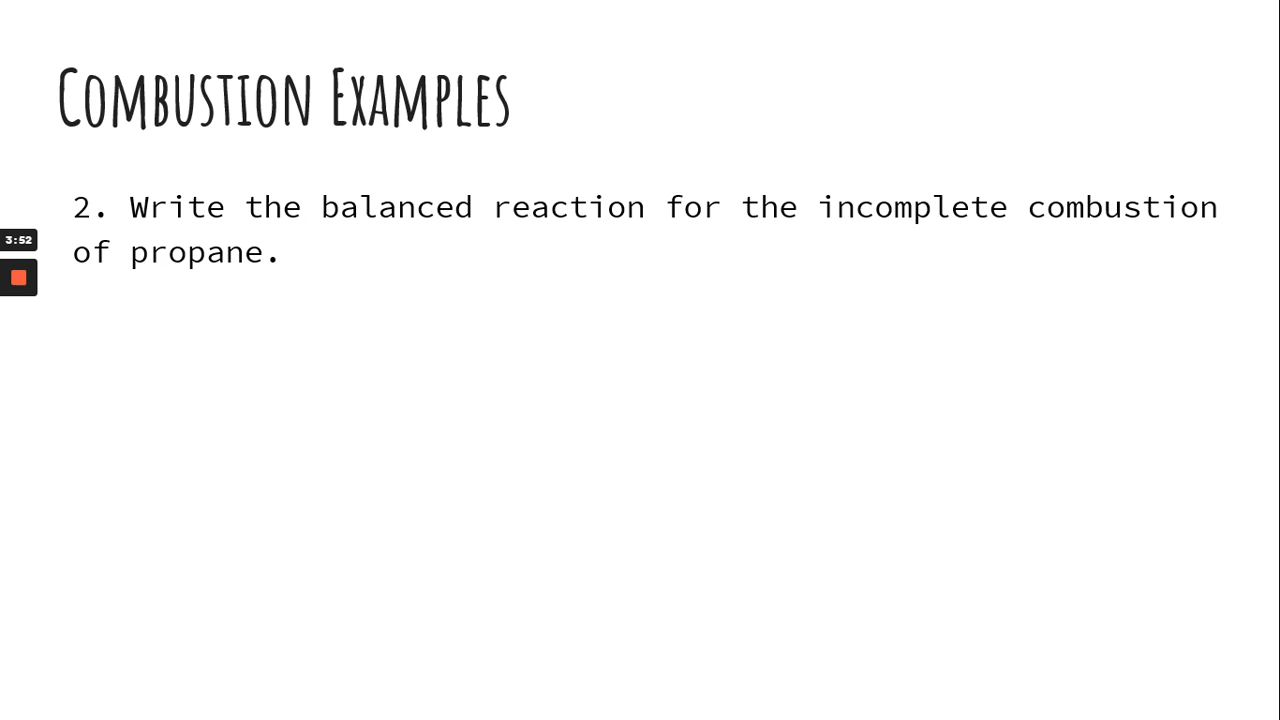 Combustion Examples
2. Write the balanced reaction for the incomplete combustion
3:52
of propane.